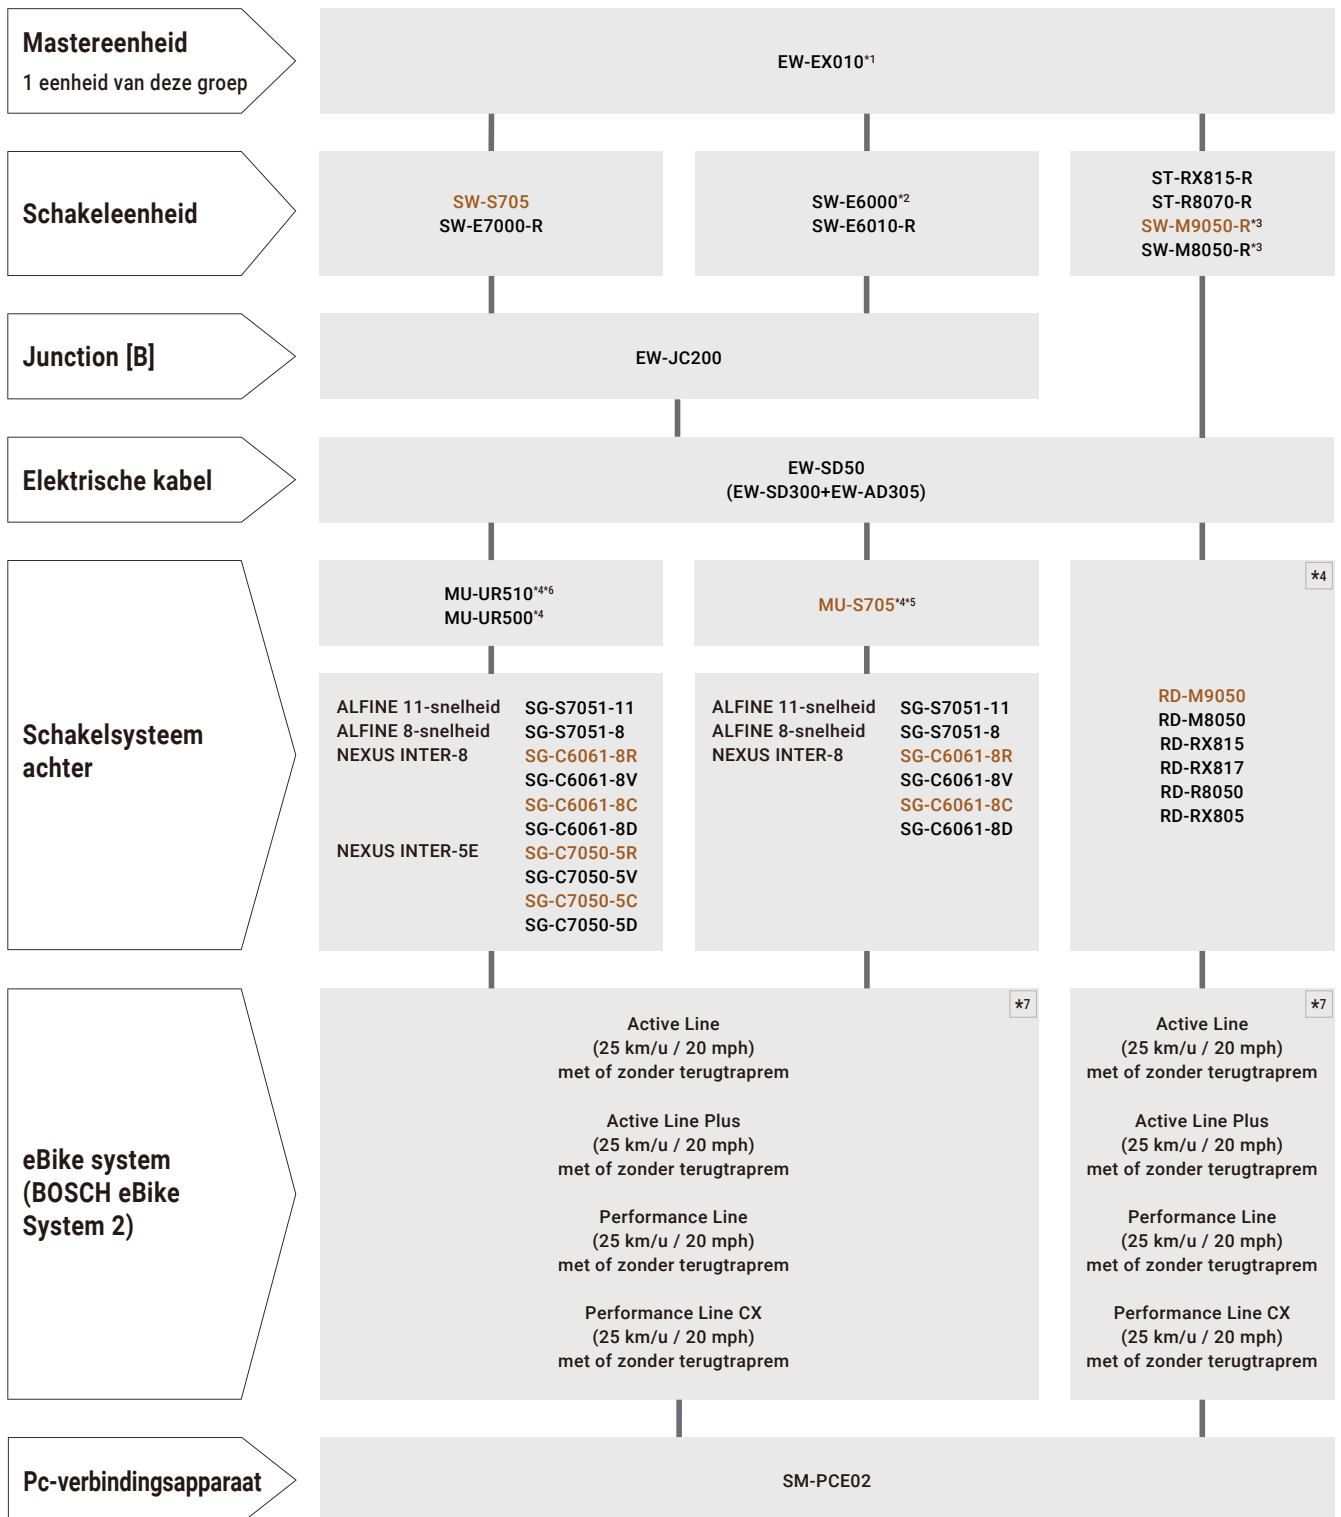 Mastereenheid
1 eenheid van deze groep
EW-EX010*1
Schakeleenheid
SW-S705
SW-E7000-R
SW-E6000*2
SW-E6010-R
ST-RX815-R
ST-R8070-R
SW-M9050-R*3
SW-M8050-R*3
Junction [B]
EW-JC200
Elektrische kabel
EW-SD50
(EW-SD300+EW-AD305)
Schakelsysteem
achter
MU-UR510*4*6
MU-UR500*4
MU-S705*4*5
ALFINE 11-snelheid SG-S7051-11
ALFINE 8-snelheid SG-S7051-8
NEXUS INTER-8 SG-C6061-8R
SG-C6061-8V
SG-C6061-8C
SG-C6061-8D
NEXUS INTER-5E SG-C7050-5R
SG-C7050-5V
SG-C7050-5C
SG-C7050-5D
ALFINE 11-snelheid SG-S7051-11
ALFINE 8-snelheid SG-S7051-8
NEXUS INTER-8 SG-C6061-8R
SG-C6061-8V
SG-C6061-8C
SG-C6061-8D
*4
RD-M9050
RD-M8050
RD-RX815
RD-RX817
RD-R8050
RD-RX805
eBike system
(BOSCH eBike
System 2)
*7
Active Line
(25 km/u / 20 mph)
met of zonder terugtraprem
Active Line Plus
(25 km/u / 20 mph)
met of zonder terugtraprem
Performance Line
(25 km/u / 20 mph)
met of zonder terugtraprem
Performance Line CX
(25 km/u / 20 mph)
met of zonder terugtraprem
*7
Active Line
(25 km/u / 20 mph)
met of zonder terugtraprem
Active Line Plus
(25 km/u / 20 mph)
met of zonder terugtraprem
Performance Line
(25 km/u / 20 mph)
met of zonder terugtraprem
Performance Line CX
(25 km/u / 20 mph)
met of zonder terugtraprem
Pc-verbindingsapparaat
SM-PCE02